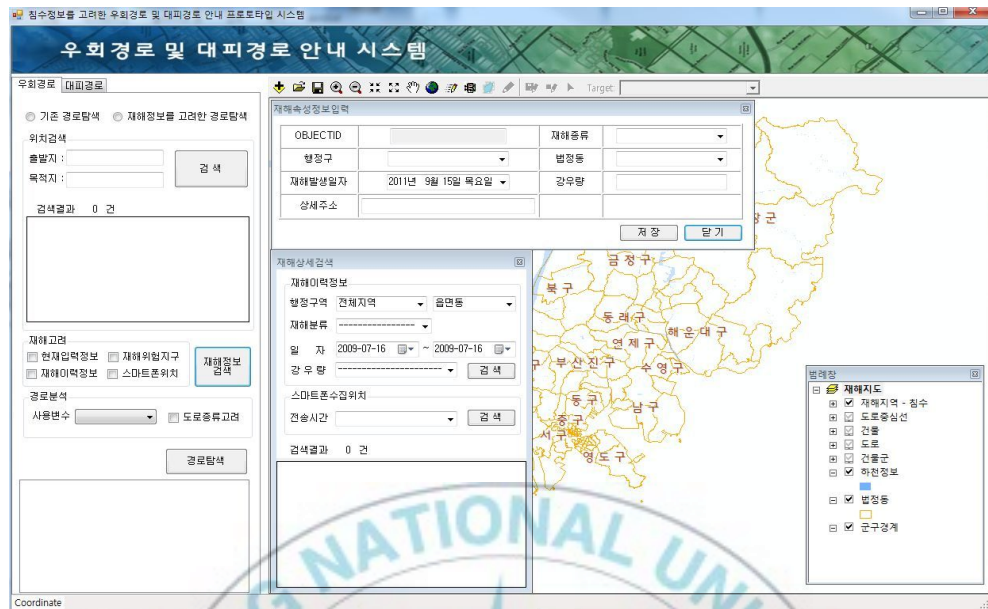 침수정보를 고려한 우회경로 및 대피경로 안내 프로토타입 시스템
우회경로 및 대피경로 안내 시스템
우회경로 대피경로
Target:
기존 경로탐색 재해정보를 고려한 경로탐색
위치검색
출발지 :
목적지 :
검색
검색결과 0 건
재해고려
현재입력정보 재해위험지구
재해이력정보 스마트폰위치
재해정보
검색
경로분석
사용변수 도로종류고려
경로탐색
재해속성정보입력
OBJECTID 재해종류
행정구 법정동
재해발생일자 2011년 9월 15일 목요일 강우량
상세주소
저장 닫기
재해상세검색
재해이력정보
행정구역 전체지역 읍면동
재해분류 ----------------
일 자 2009-07-16 ~ 2009-07-16
강우량 ---------------------- 검색
스마트폰수집위치
전송시간 검색
검색결과 0 건
장군
금정구
북구
동래구
해운대구
연제구
부산진구
수영구
동구
남구
중구
서구
영도구
범례창
재해지도
재해지역 - 침수
도로중심선
건물
도로
건물군
하천정보
법정동
군구경계
NATIONAL UN
Coordinate